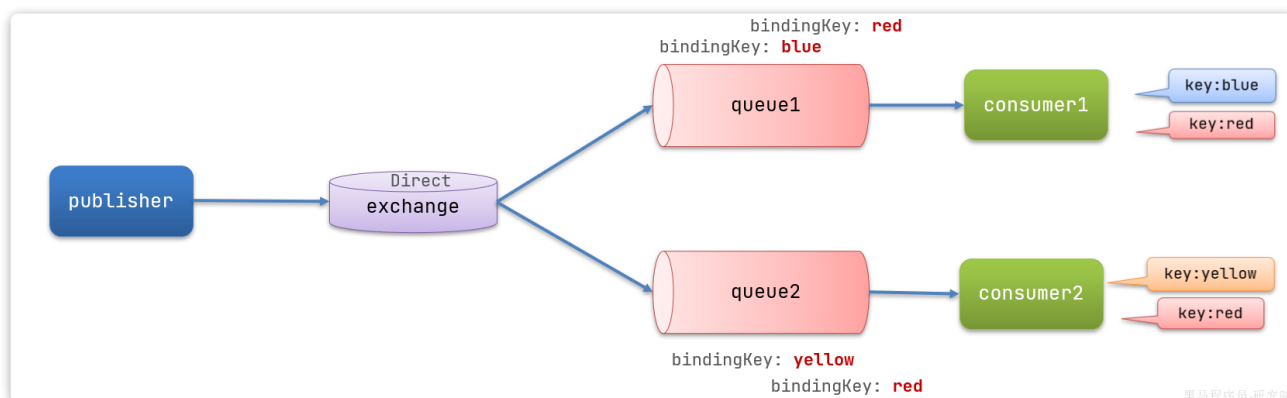 bindingKey: red
bindingKey: blue
queue1
consumer1
key:blue
key:red
Direct
exchange
publisher
queue2
consumer2
key:yellow
key:red
bindingKey: yellow
bindingKey: red